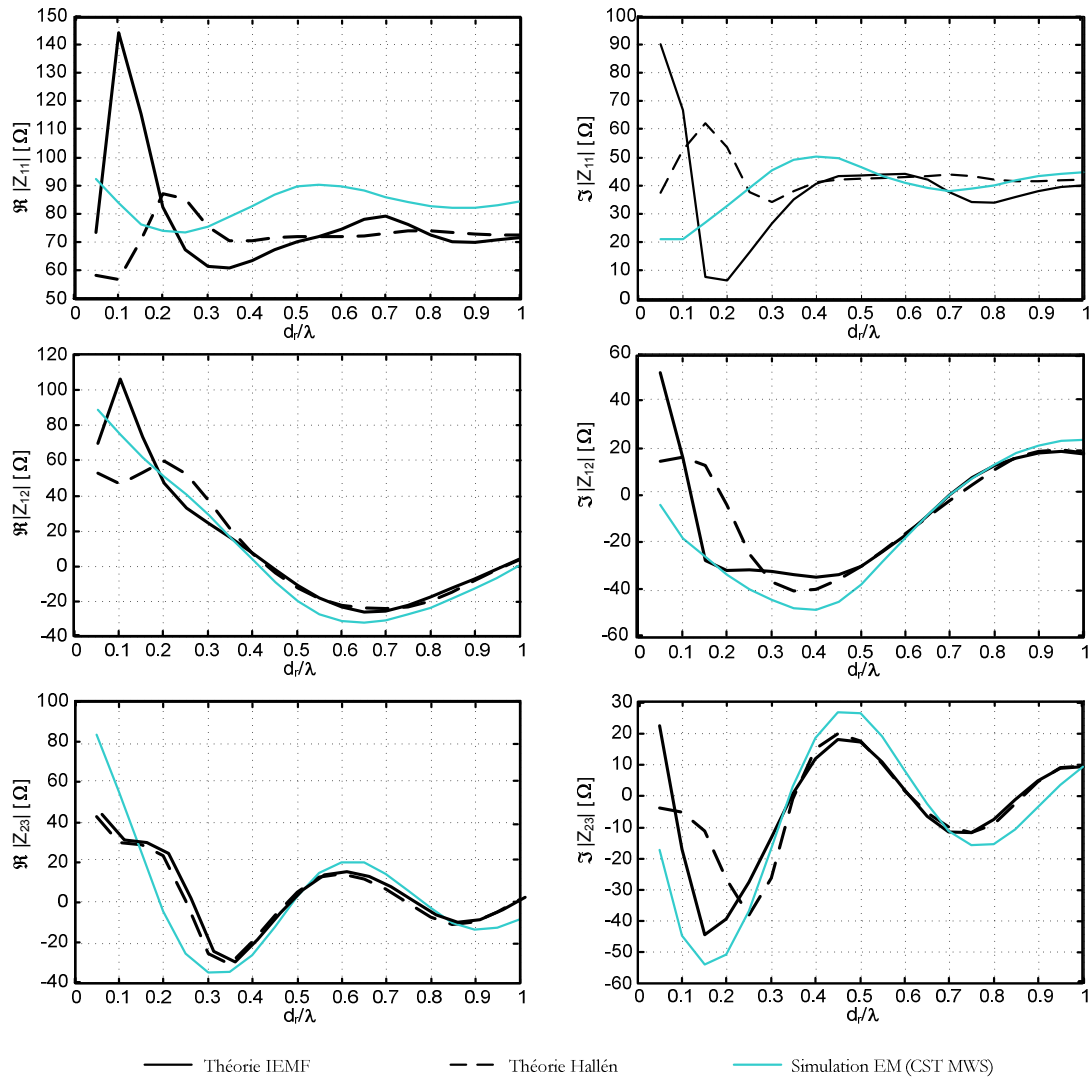 150
140
130
120
110
100
90
80
70
60
50
ℜ |Z11| [Ω]
0 0.1 0.2 0.3 0.4 0.5 0.6 0.7 0.8 0.9 1
dr/λ
100
90
80
70
60
50
40
30
20
10
0
ℑ |Z11| [Ω]
0 0.1 0.2 0.3 0.4 0.5 0.6 0.7 0.8 0.9 1
dr/λ
120
100
80
60
40
20
0
-20
-40
ℜ |Z12| [Ω]
0 0.1 0.2 0.3 0.4 0.5 0.6 0.7 0.8 0.9 1
dr/λ
60
40
20
0
-20
-40
-60
ℑ |Z12| [Ω]
0 0.1 0.2 0.3 0.4 0.5 0.6 0.7 0.8 0.9 1
dr/λ
100
80
60
40
20
0
-20
-40
ℜ |Z23| [Ω]
0 0.1 0.2 0.3 0.4 0.5 0.6 0.7 0.8 0.9 1
dr/λ
30
20
10
0
-10
-20
-30
-40
-50
-60
ℑ |Z23| [Ω]
0 0.1 0.2 0.3 0.4 0.5 0.6 0.7 0.8 0.9 1
dr/λ
Théorie IEMF Théorie Hallén Simulation EM (CST MWS)